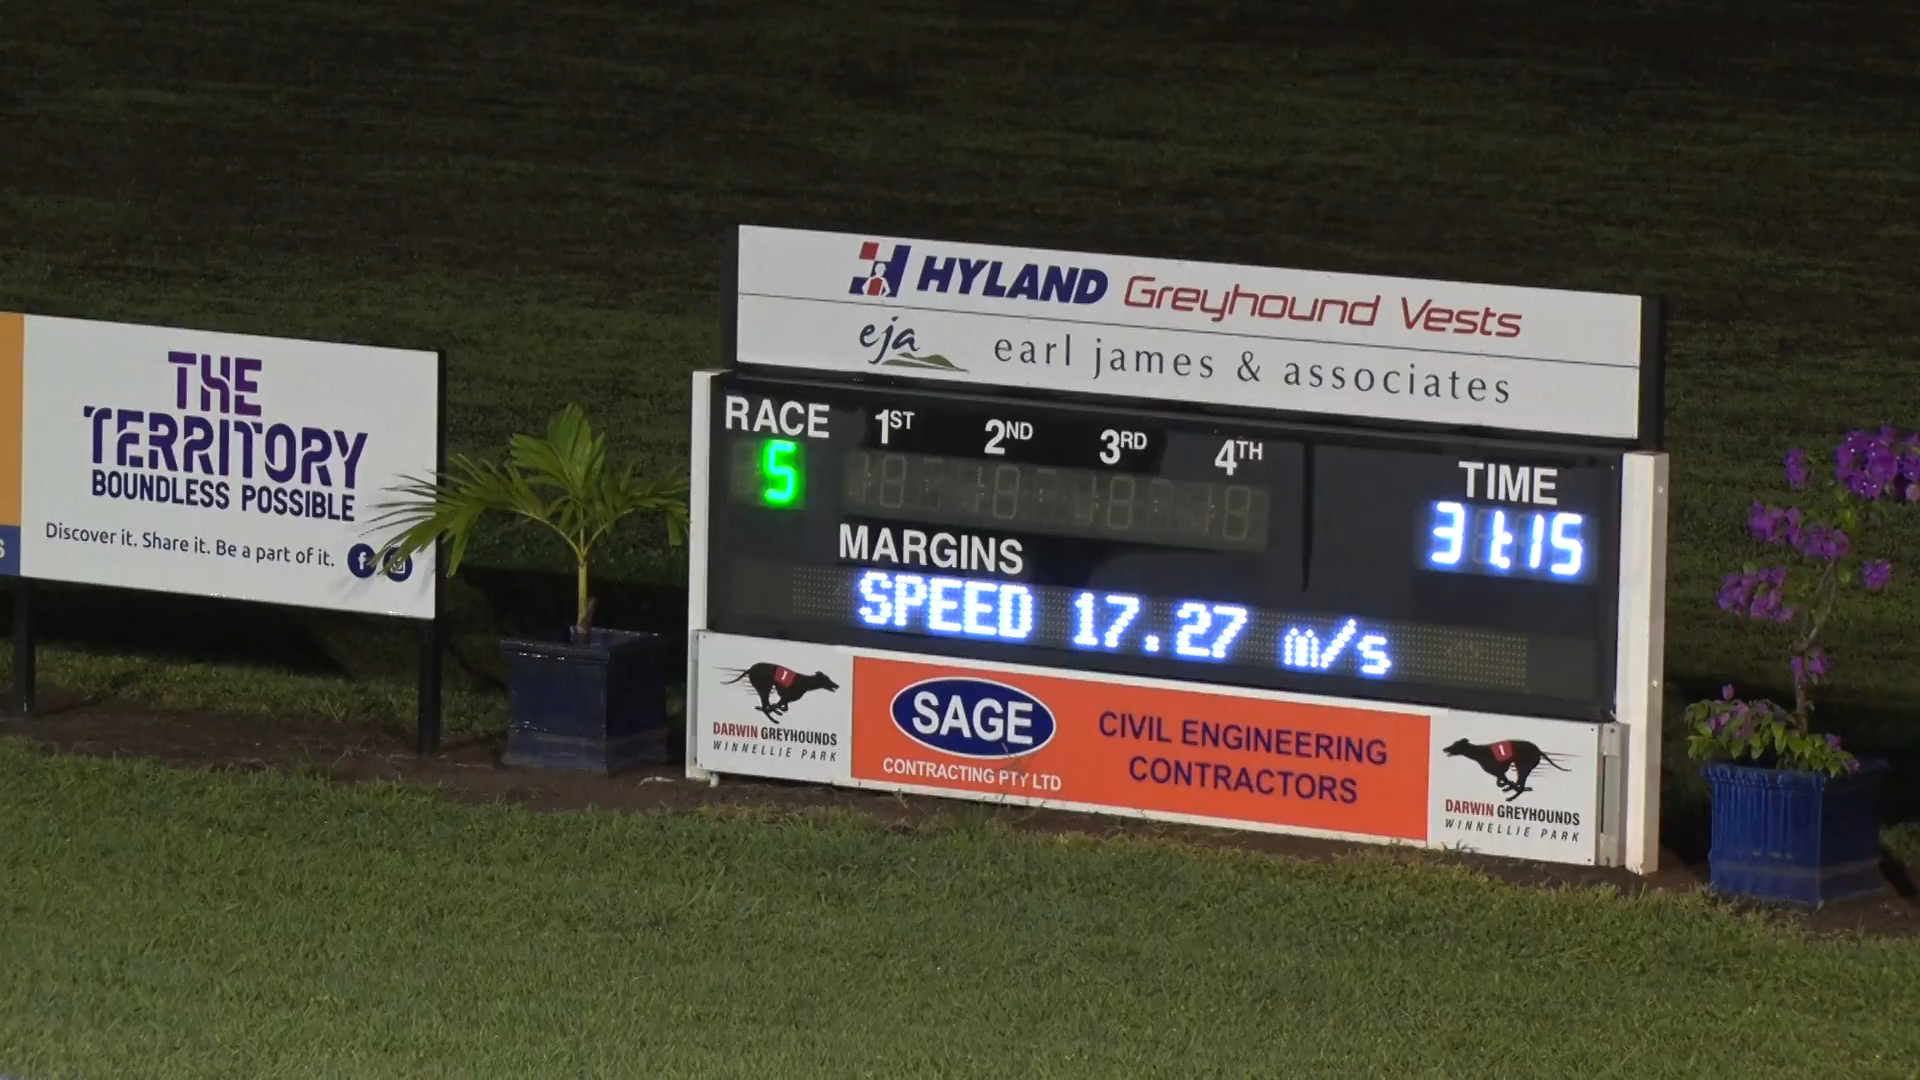 HYLAND Greyhound Vests
eja earl james & associates
THE
TERRITORY
BOUNDLESS POSSIBLE
Discover it. Share it. Be a part of it. f
S
RACE 1ST 2ND 3RD 4TH TIME
5
MARGINS
SPEED 17.27 m/s
DARWIN GREYHOUNDS
WINNELLIE PARK
SAGE
CONTRACTING PTY LTD
CIVIL ENGINEERING
CONTRACTORS
1
DARWIN GREYHOUNDS
WINNELLIE PARK